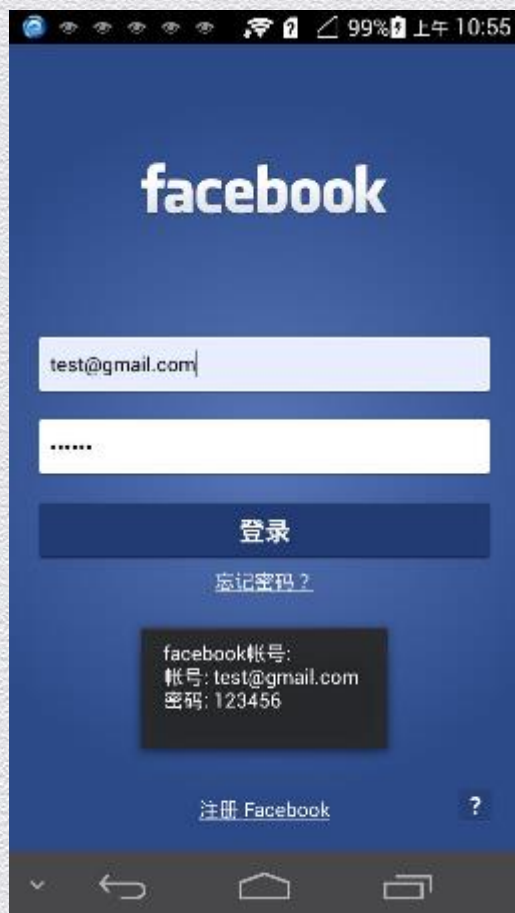 99% 上午 10:55
facebook
test@gmail.com
••••••
登录
忘记密码？
facebook帐号:
帐号: test@gmail.com
密码: 123456
注册 Facebook
?